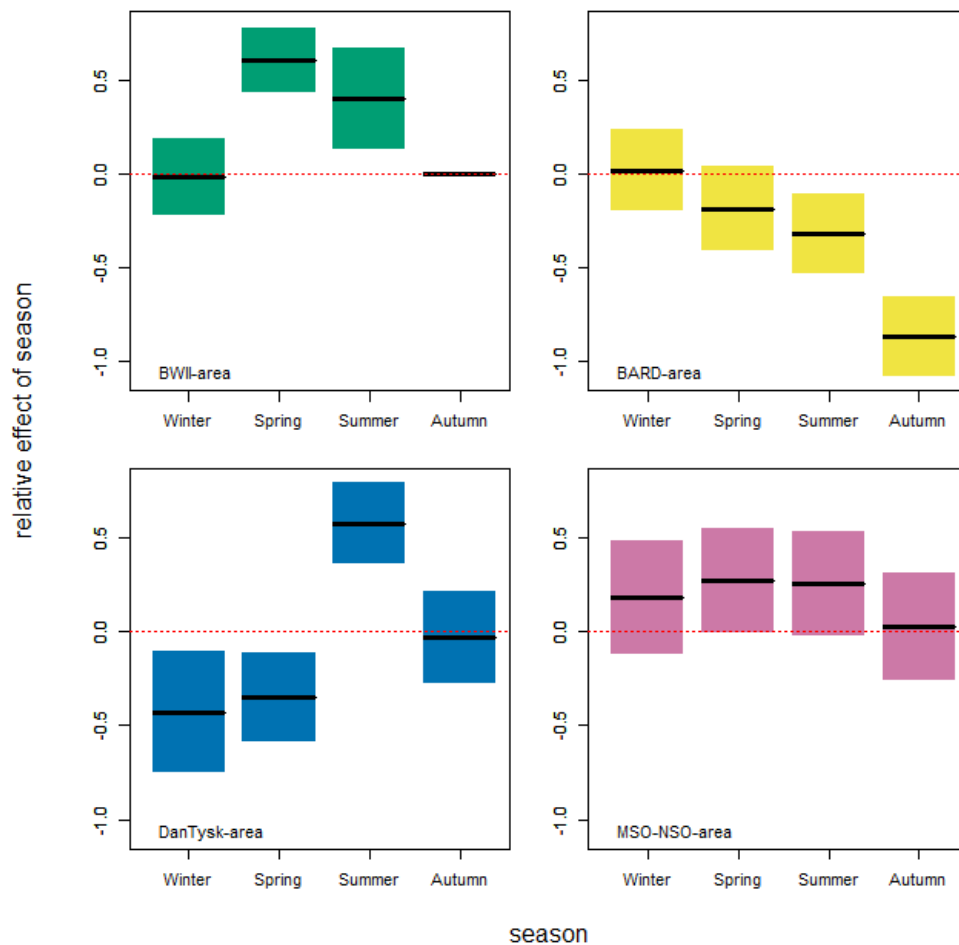 relative effect of season
0.5
0.0
-0.5
-1.0
BWII-area
Winter Spring Summer Autumn
0.5
0.0
-0.5
-1.0
BARD-area
Winter Spring Summer Autumn
0.5
0.0
-0.5
-1.0
DanTysk-area
Winter Spring Summer Autumn
0.5
0.0
-0.5
-1.0
MSO-NSO-area
Winter Spring Summer Autumn
season